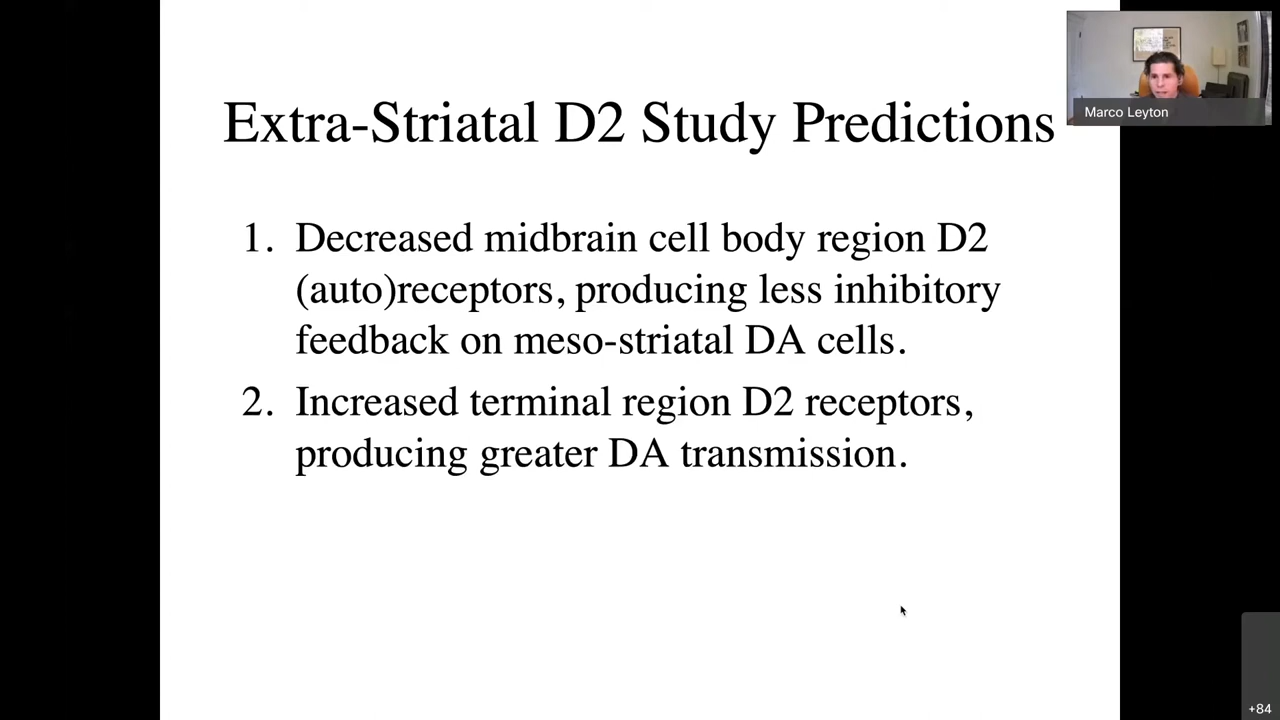 Extra-Striatal D2 Study Predictions
Marco Leyton
1. Decreased midbrain cell body region D2
(auto)receptors, producing less inhibitory
feedback on meso-striatal DA cells.
2. Increased terminal region D2 receptors,
producing greater DA transmission.
+84